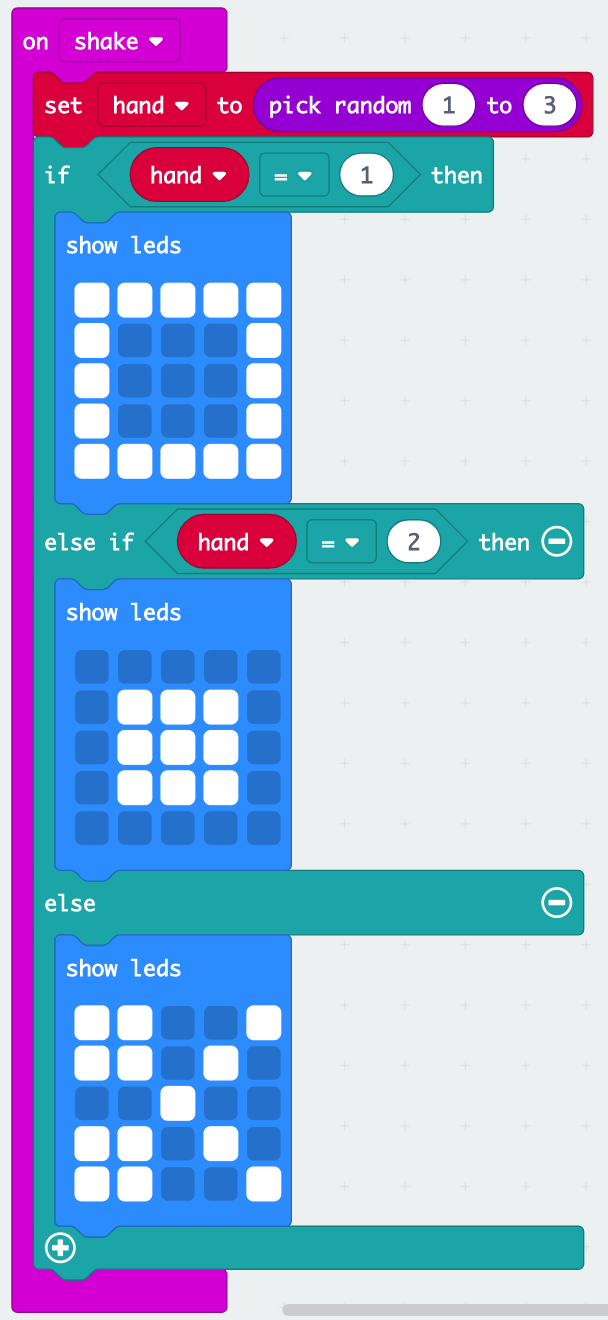 on shake
set hand to pick random 1 to 3
if hand = 1 then
show leds
else if hand = 2 then
show leds
else
show leds